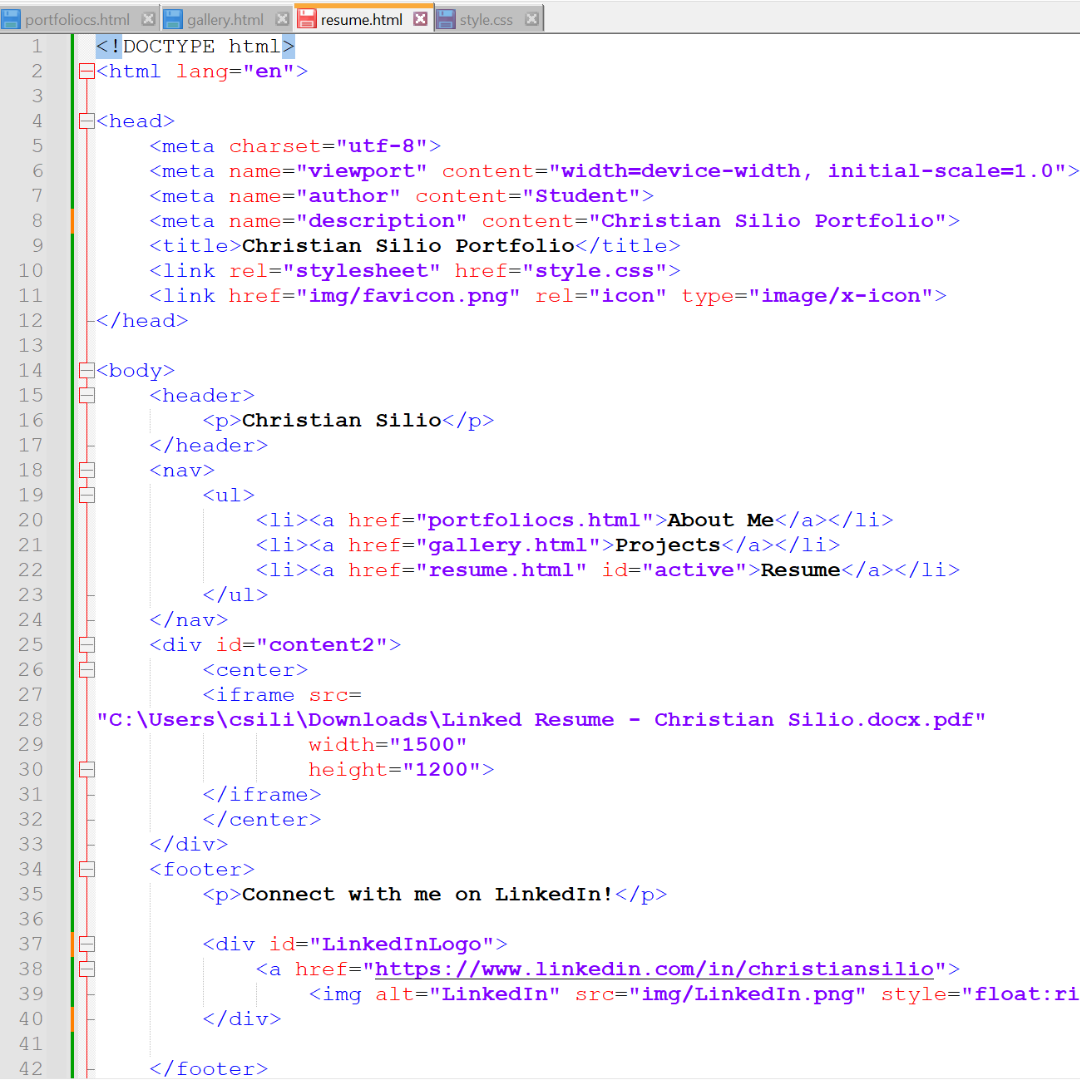 portfoliocs.html gallery.html resume.html style.css
1 <!DOCTYPE html>
2 <html lang="en">
3
4 <head>
5 <meta charset="utf-8">
6 <meta name="viewport" content="width=device-width, initial-scale=1.0">
7 <meta name="author" content="Student">
8 <meta name="description" content="Christian Silio Portfolio">
9 <title>Christian Silio Portfolio</title>
10 <link rel="stylesheet" href="style.css">
11 <link href="img/favicon.png" rel="icon" type="image/x-icon">
12 </head>
13
14 <body>
15 <header>
16 <p>Christian Silio</p>
17 </header>
18 <nav>
19 <ul>
20 <li><a href="portfoliocs.html">About Me</a></li>
21 <li><a href="gallery.html">Projects</a></li>
22 <li><a href="resume.html" id="active">Resume</a></li>
23 </ul>
24 </nav>
25 <div id="content2">
26 <center>
27 <iframe src=
28 "C:\Users\csili\Downloads\Linked Resume - Christian Silio.docx.pdf"
29 width="1500"
30 height="1200">
31 </iframe>
32 </center>
33 </div>
34 <footer>
35 <p>Connect with me on LinkedIn!</p>
36
37 <div id="LinkedInLogo">
38 <a href="https://www.linkedin.com/in/christiansilio">
39 <img alt="LinkedIn" src="img/LinkedIn.png" style="float:ri
40 </div>
41
42 </footer>